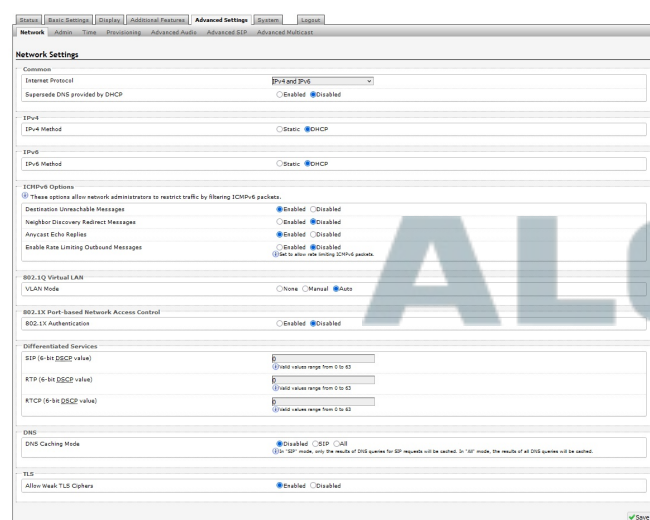 Status Basic Settings Display Additional Features Advanced Settings System Logout
Network Admin Time Provisioning Advanced Audio Advanced SIP Advanced Multicast
Network Settings
Common
Internet Protocol IPv4 and IPv6
Supersede DNS provided by DHCP Enabled Disabled
IPv4
IPv4 Method Static DHCP
IPv6
IPv6 Method Static DHCP
ICMPv6 Options
These options allow network administrators to restrict traffic by filtering ICMPv6 packets.
Destination Unreachable Messages Enabled Disabled
Neighbor Discovery Redirect Messages Enabled Disabled
Anycast Echo Replies Enabled Disabled
Enable Rate Limiting Outbound Messages Enabled Disabled
Set to allow rate limiting ICMPv6 packets.
802.1Q Virtual LAN
VLAN Mode None Manual Auto
802.1X Port-based Network Access Control
802.1X Authentication Enabled Disabled
Differentiated Services
SIP (6-bit DSCP value) 0
Valid values range from 0 to 63
RTP (6-bit DSCP value) 0
Valid values range from 0 to 63
RTCP (6-bit DSCP value) 0
Valid values range from 0 to 63
DNS
DNS Caching Mode Disabled SIP All
In "SIP" mode, only the results of DNS queries for SIP requests will be cached. In "All" mode, the results of all DNS queries will be cached.
TLS
Allow Weak TLS Ciphers Enabled Disabled
Save